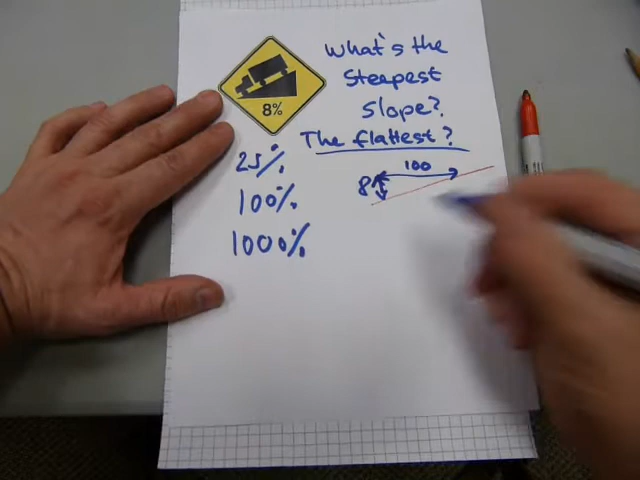 What's the
Steepest
Slope?
The flattest?
8%
25%
100%
1000%
100
8